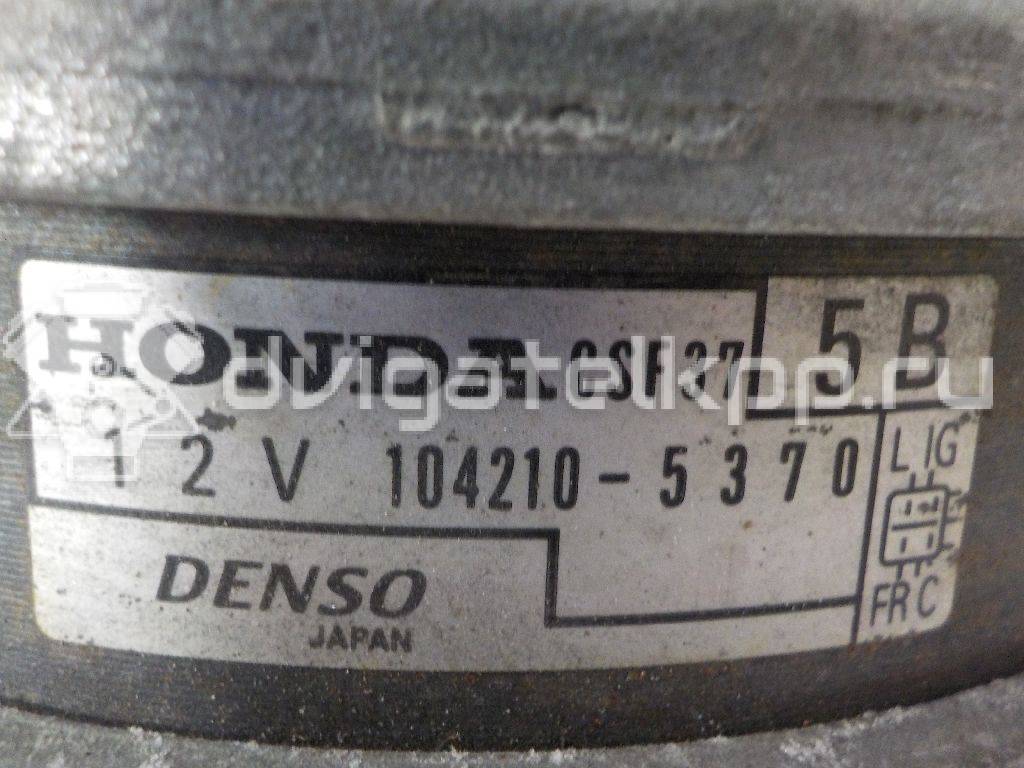 HONDA CSF37 5B
12V 104210-5370
L IG
FR C
DENSO
JAPAN
dvigatelkpp.ru